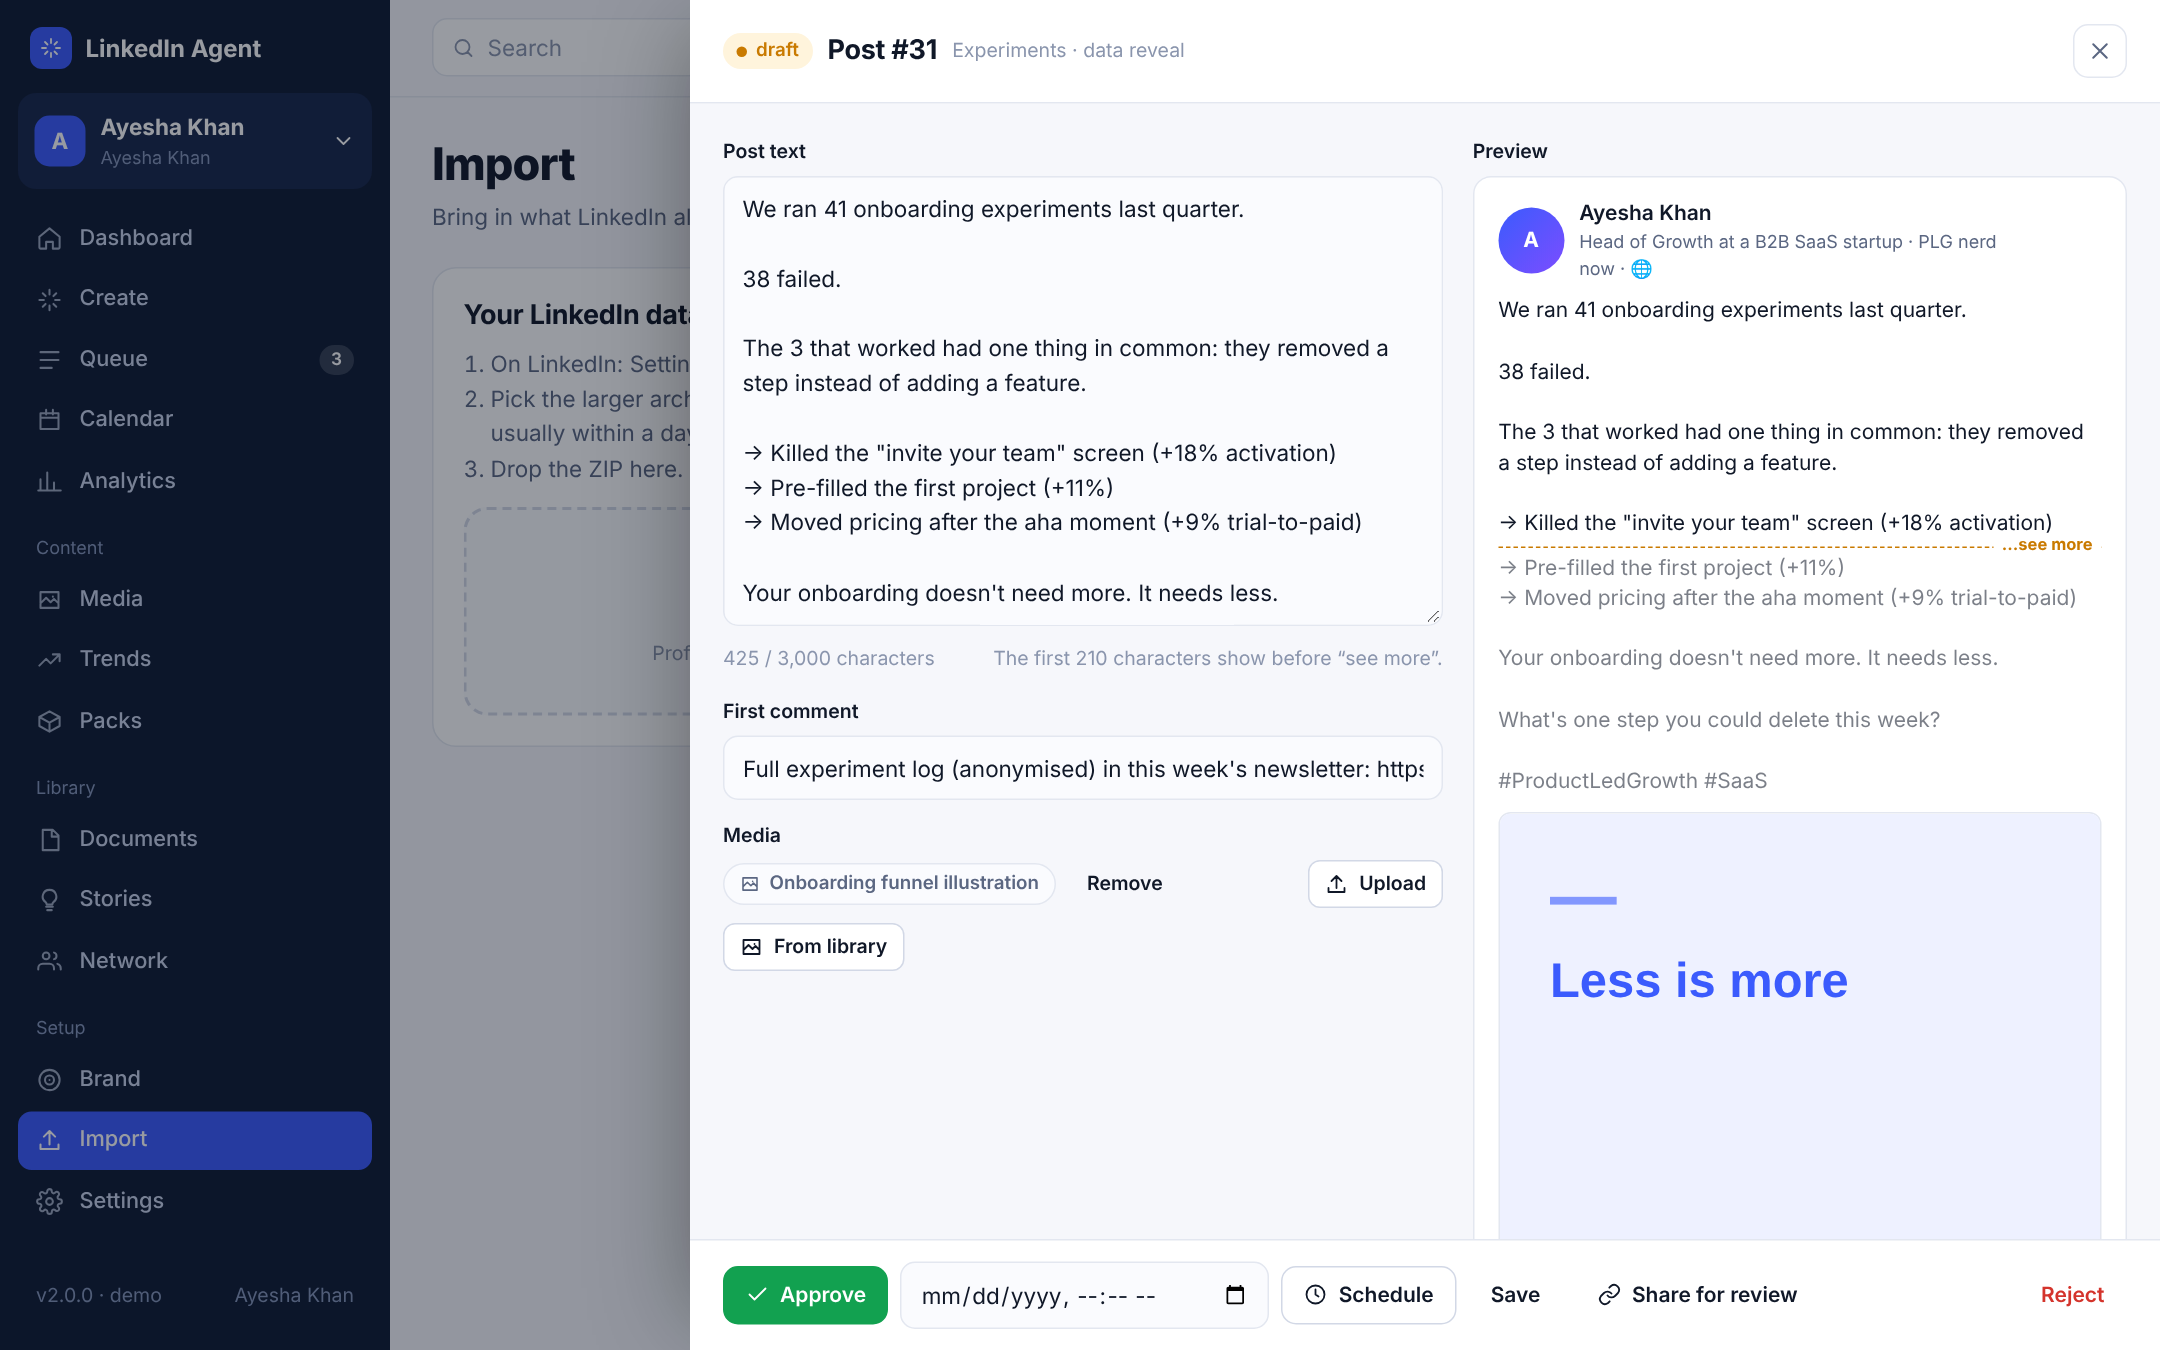 LinkedIn Agent
A
Ayesha Khan
Ayesha Khan
Dashboard
Create
Queue
3
Calendar
Analytics
Content
Media
Trends
Packs
Library
Documents
Stories
Network
Setup
Brand
Import
Settings
v2.0.0 · demo
Ayesha Khan
Search
Import
Bring in what LinkedIn al
Your LinkedIn data
1. On LinkedIn: Settin
2. Pick the larger arch
usually within a day
3. Drop the ZIP here.
Prof
draft
Post #31
Experiments · data reveal
Post text
We ran 41 onboarding experiments last quarter.
38 failed.
The 3 that worked had one thing in common: they removed a
step instead of adding a feature.
→ Killed the "invite your team" screen (+18% activation)
→ Pre-filled the first project (+11%)
→ Moved pricing after the aha moment (+9% trial-to-paid)
Your onboarding doesn't need more. It needs less.
425 / 3,000 characters
The first 210 characters show before “see more”.
First comment
Full experiment log (anonymised) in this week's newsletter: https
Media
Onboarding funnel illustration
Remove
Upload
From library
Preview
A
Ayesha Khan
Head of Growth at a B2B SaaS startup · PLG nerd
now · 🌐
We ran 41 onboarding experiments last quarter.
38 failed.
The 3 that worked had one thing in common: they removed
a step instead of adding a feature.
→ Killed the "invite your team" screen (+18% activation)
...see more
→ Pre-filled the first project (+11%)
→ Moved pricing after the aha moment (+9% trial-to-paid)
Your onboarding doesn't need more. It needs less.
What's one step you could delete this week?
#ProductLedGrowth #SaaS
Less is more
Approve
mm/dd/yyyy, --:-- --
Schedule
Save
Share for review
Reject